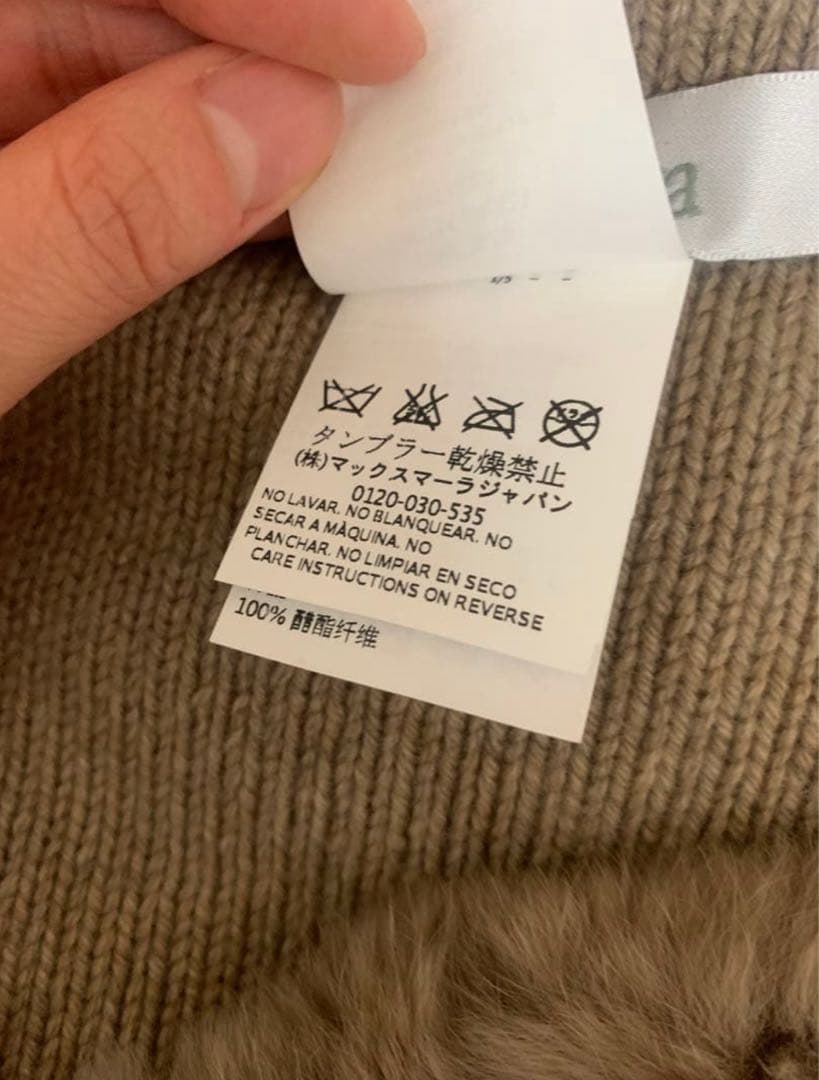 a
タンブラー乾燥禁止
(株)マックスマーラジャパン
0120-030-535
NO LAVAR. NO BLANQUEAR. NO
SECAR A MÀQUINA. NO
PLANCHAR. NO LIMPIAR EN SECO
CARE INSTRUCTIONS ON REVERSE
100% 醋酯纤维